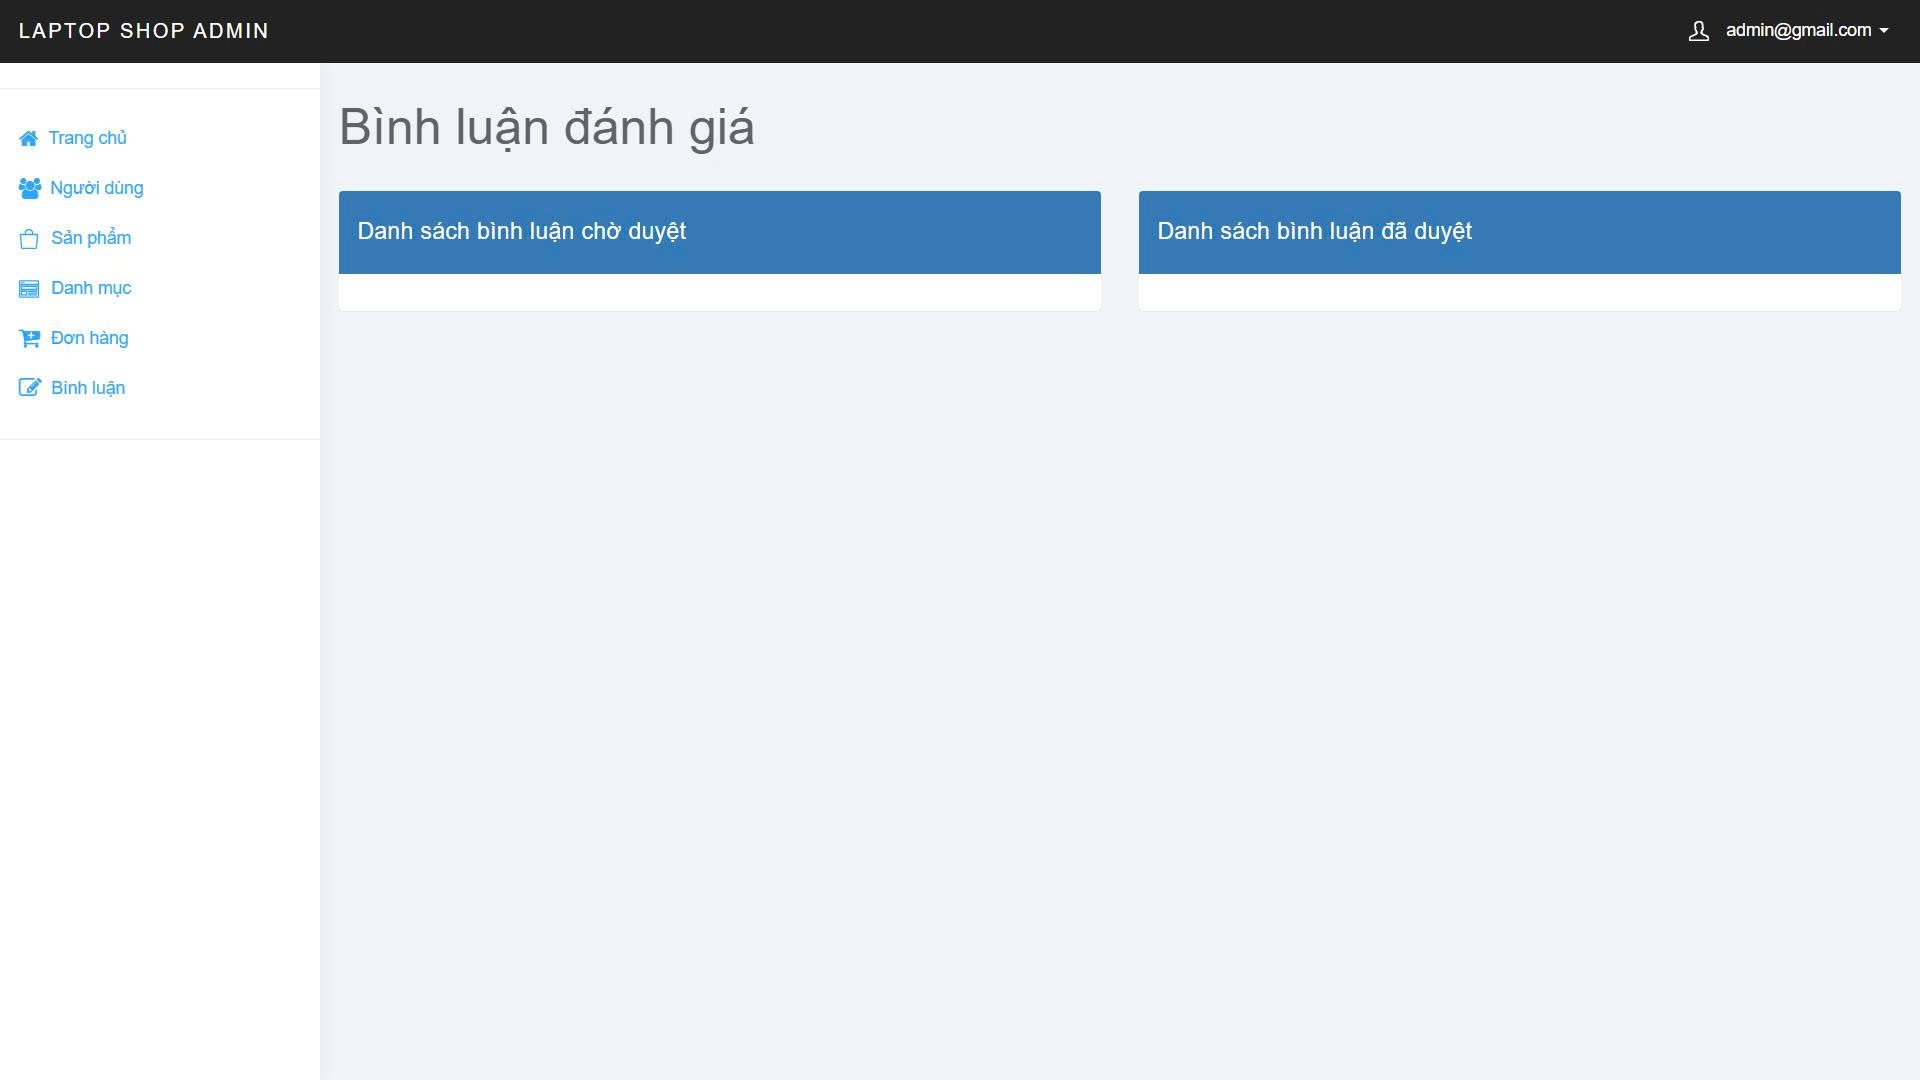 LAPTOP SHOP ADMIN
admin@gmail.com
Trang chủ
Người dùng
Sản phẩm
Danh mục
Đơn hàng
Bình luận
Bình luận đánh giá
Danh sách bình luận chờ duyệt
Danh sách bình luận đã duyệt